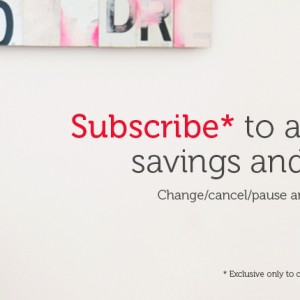 DR
Subscribe* to a
savings and
Change/cancel/pause a
* Exclusive only to c